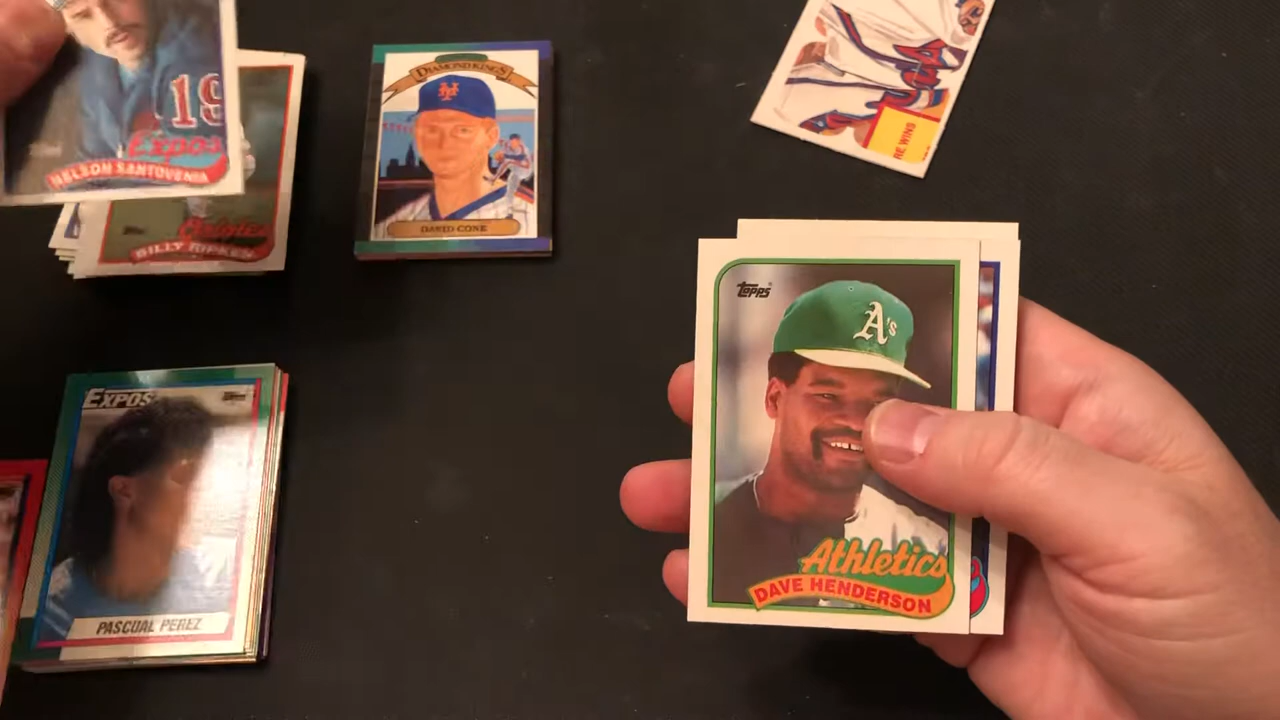 19
Expos
NELSON SANTOVENIA
Orioles
BILLY RIPKEN
DIAMOND KINGS
DAVID CONE
RE WINS
EXPOS
PASCUAL PEREZ
topps
A's
Athletics
DAVE HENDERSON